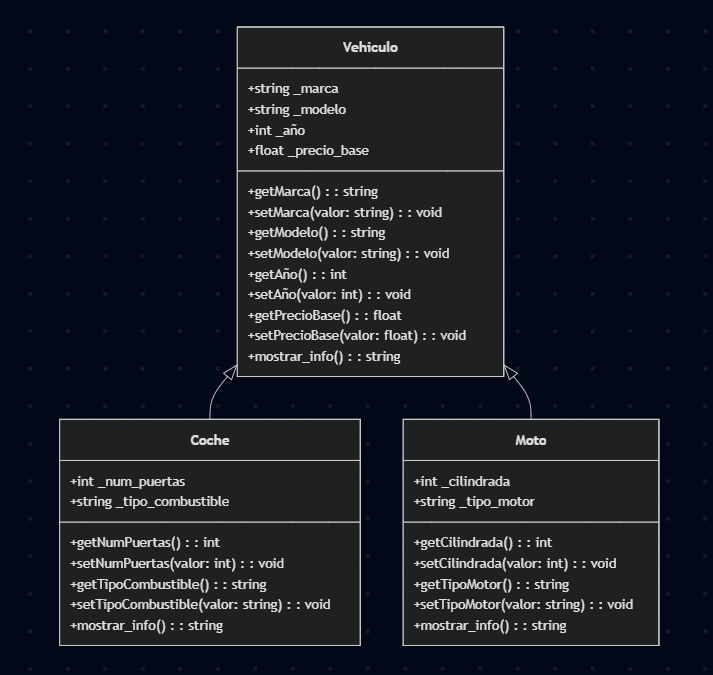 Vehiculo
+string _marca
+string _modelo
+int _año
+float _precio_base
+getMarca() : : string
+setMarca(valor: string) : : void
+getModelo() : : string
+setModelo(valor: string) : : void
+getAño() : : int
+setAño(valor: int) : : void
+getPrecioBase() : : float
+setPrecioBase(valor: float) : : void
+mostrar_info() : : string
Coche
+int _num_puertas
+string _tipo_combustible
+getNumPuertas() : : int
+setNumPuertas(valor: int) : : void
+getTipoCombustible() : : string
+setTipoCombustible(valor: string) : : void
+mostrar_info() : : string
Moto
+int _cilindrada
+string _tipo_motor
+getCilindrada() : : int
+setCilindrada(valor: int) : : void
+getTipoMotor() : : string
+setTipoMotor(valor: string) : : void
+mostrar_info() : : string